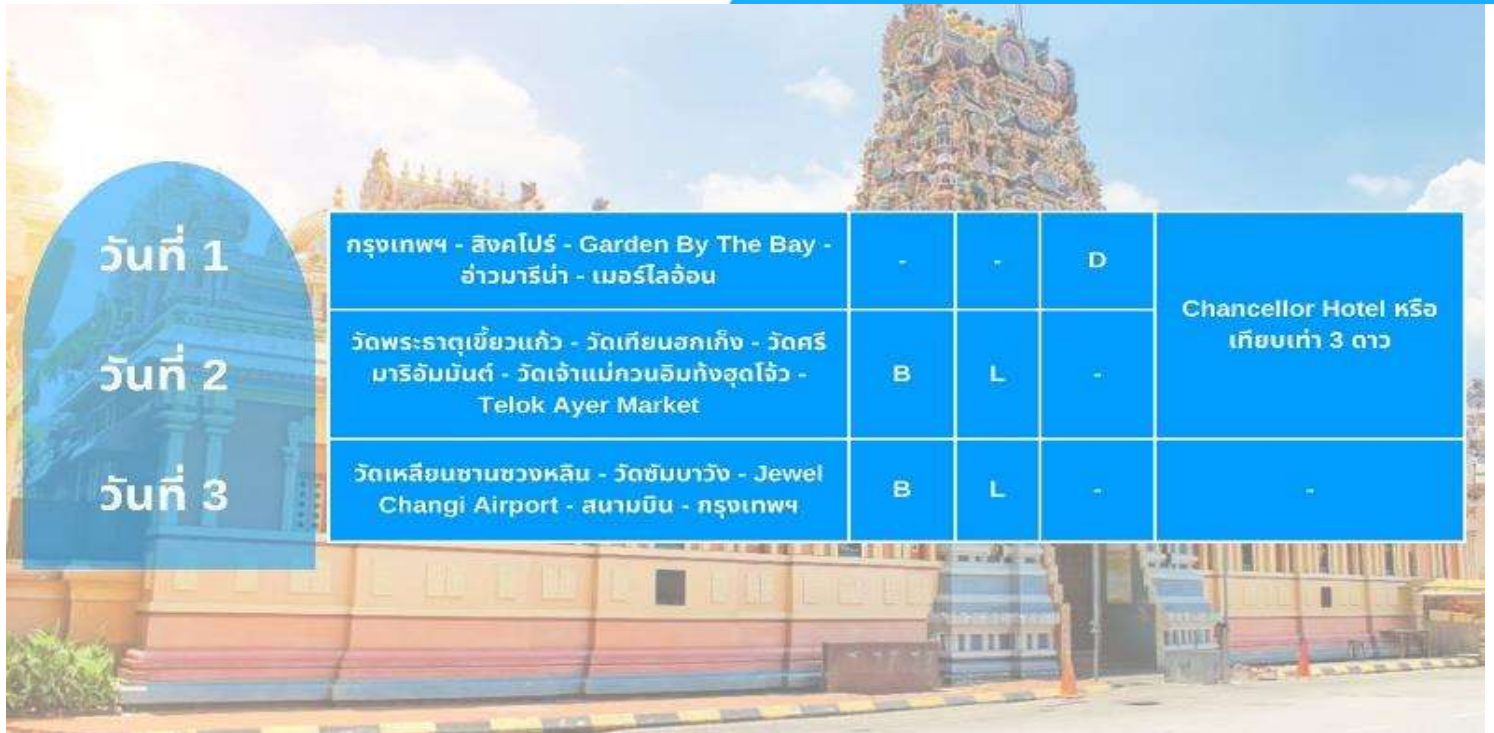 วันที่ 1
กรุงเทพฯ - สิงคโปร์ - Garden By The Bay -
อ่าวมารีน่า - เมอร์ไลอ้อน
-
-
D
Chancellor Hotel หรือ
เทียบเท่า 3 ดาว
วันที่ 2
วัดพระธาตุเขี้ยวแก้ว - วัดเทียนฮกเก็ง - วัดศรี
มาริอัมมันต์ - วัดเจ้าแม่กวนอิมทั้งฮุดโจ้ว -
Telok Ayer Market
B
L
-
วันที่ 3
วัดเหลียนซานซวงหลิน - วัดซัมบาวัง - Jewel
Changi Airport - สนามบิน - กรุงเทพฯ
B
L
-
-